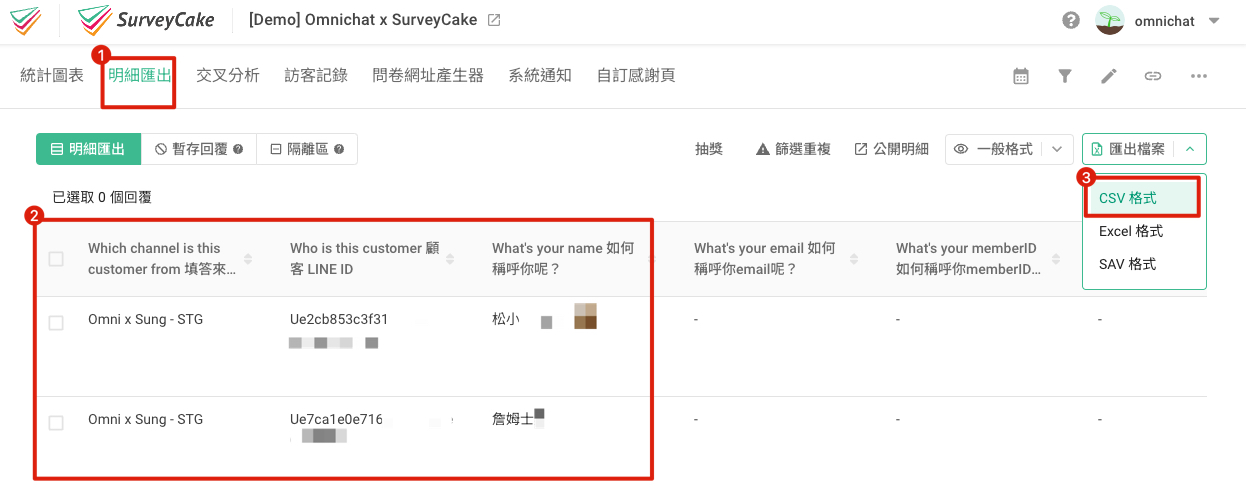 SurveyCake
[Demo] Omnichat x SurveyCake
?
omnichat
1
統計圖表
明細匯出
交叉分析
訪客記錄
問卷網址產生器
系統通知
自訂感謝頁
明細匯出
暫存回覆
隔離區
抽獎
篩選重複
公開明細
一般格式
匯出檔案
已選取 0 個回覆
3
CSV 格式
Excel 格式
SAV 格式
2
Which channel is this
customer from 填答來...
Who is this customer 顧
客 LINE ID
What's your name 如何
稱呼你呢？
What's your email 如何
稱呼你email呢？
What's your memberID
如何稱呼你memberID...
Omni x Sung - STG
Ue2cb853c3f31
松小
-
-
-
Omni x Sung - STG
Ue7ca1e0e716
詹姆士
-
-
-